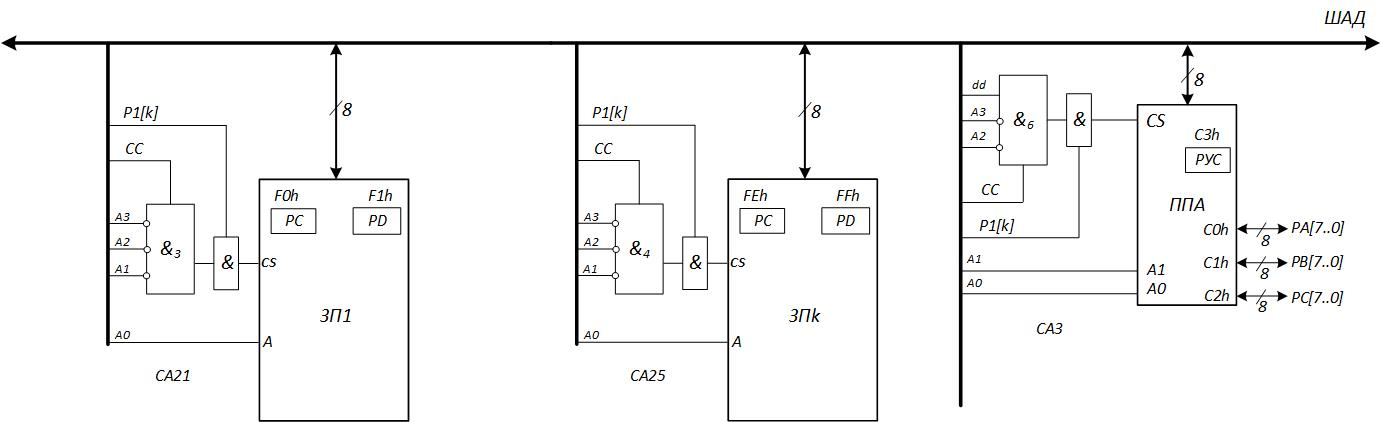 ШАД
P1[k]
CC
A3
A2
A1
A0
&3
&
cs
A
8
F0h
F1h
PC
PD
ЗП1
CA21
P1[k]
CC
A3
A2
A1
A0
&4
&
cs
A
8
FEh
FFh
PC
PD
ЗПk
CA25
dd
A3
A2
CC
P1[k]
A1
A0
&6
&
8
CS
C3h
РУС
ППА
C0h
8
PA[7..0]
C1h
8
PB[7..0]
A1
A0
C2h
8
PC[7..0]
CA3